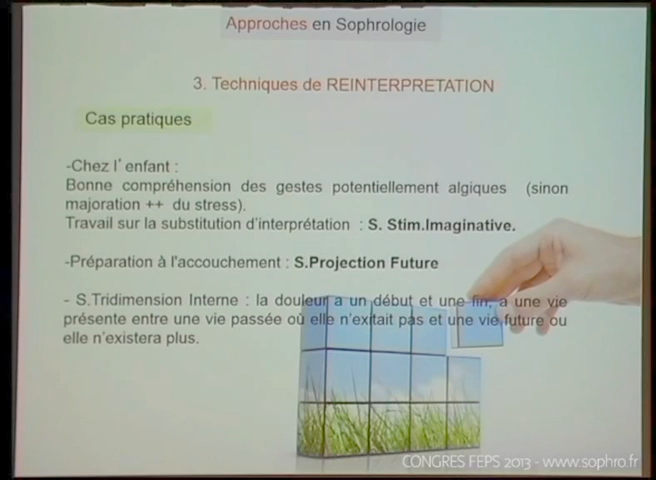 Approches en Sophrologie
3. Techniques de REINTERPRETATION
Cas pratiques
-Chez l'enfant :
Bonne compréhension des gestes potentiellement algiques (sinon
majoration ++ du stress).
Travail sur la substitution d'interprétation : S. Stim.Imaginative.
-Préparation à l'accouchement : S.Projection Future
- S.Tridimension Interne : la douleur a un début et une fin, a une vie
présente entre une vie passée où elle n'exitait pas et une vie future ou
elle n'existera plus.
CONGRES FEPS 2013 - www.sophro.fr